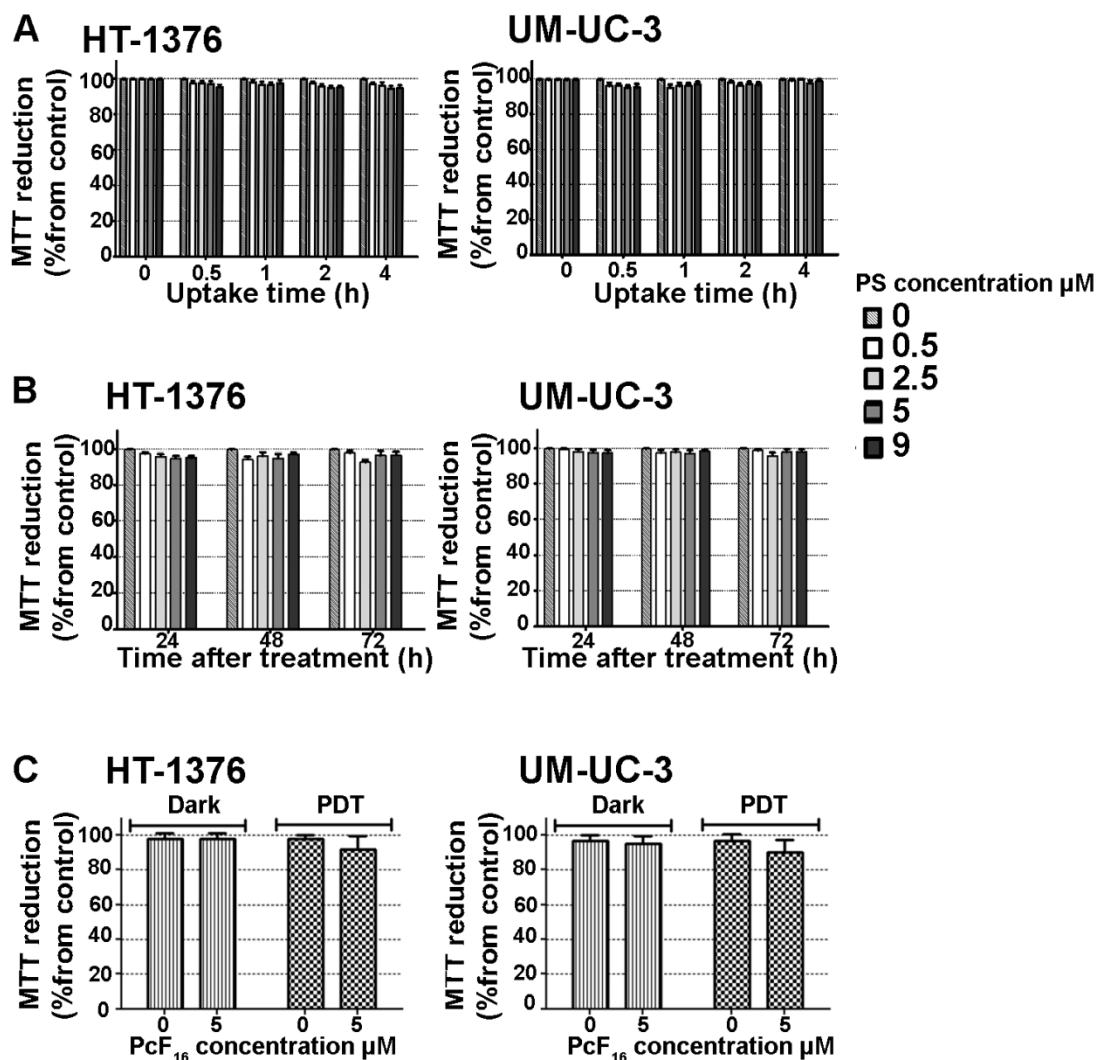 A
HT-1376
UM-UC-3
MTT reduction
(%from control)
100
80
60
40
20
0
0 0.5 1 2 4
Uptake time (h)
MTT reduction
(%from control)
100
80
60
40
20
0
0 0.5 1 2 4
Uptake time (h)
PS concentration µM
0
0.5
2.5
5
9
B
HT-1376
UM-UC-3
MTT reduction
(%from control)
100
80
60
40
20
0
24 48 72
Time after treatment (h)
MTT reduction
(%from control)
100
80
60
40
20
0
24 48 72
Time after treatment (h)
C
HT-1376
UM-UC-3
Dark PDT
MTT reduction
(%from control)
100
80
60
40
20
0
0 5 0 5
PcF16 concentration µM
Dark PDT
MTT reduction
(%from control)
100
80
60
40
20
0
0 5 0 5
PcF16 concentration µM